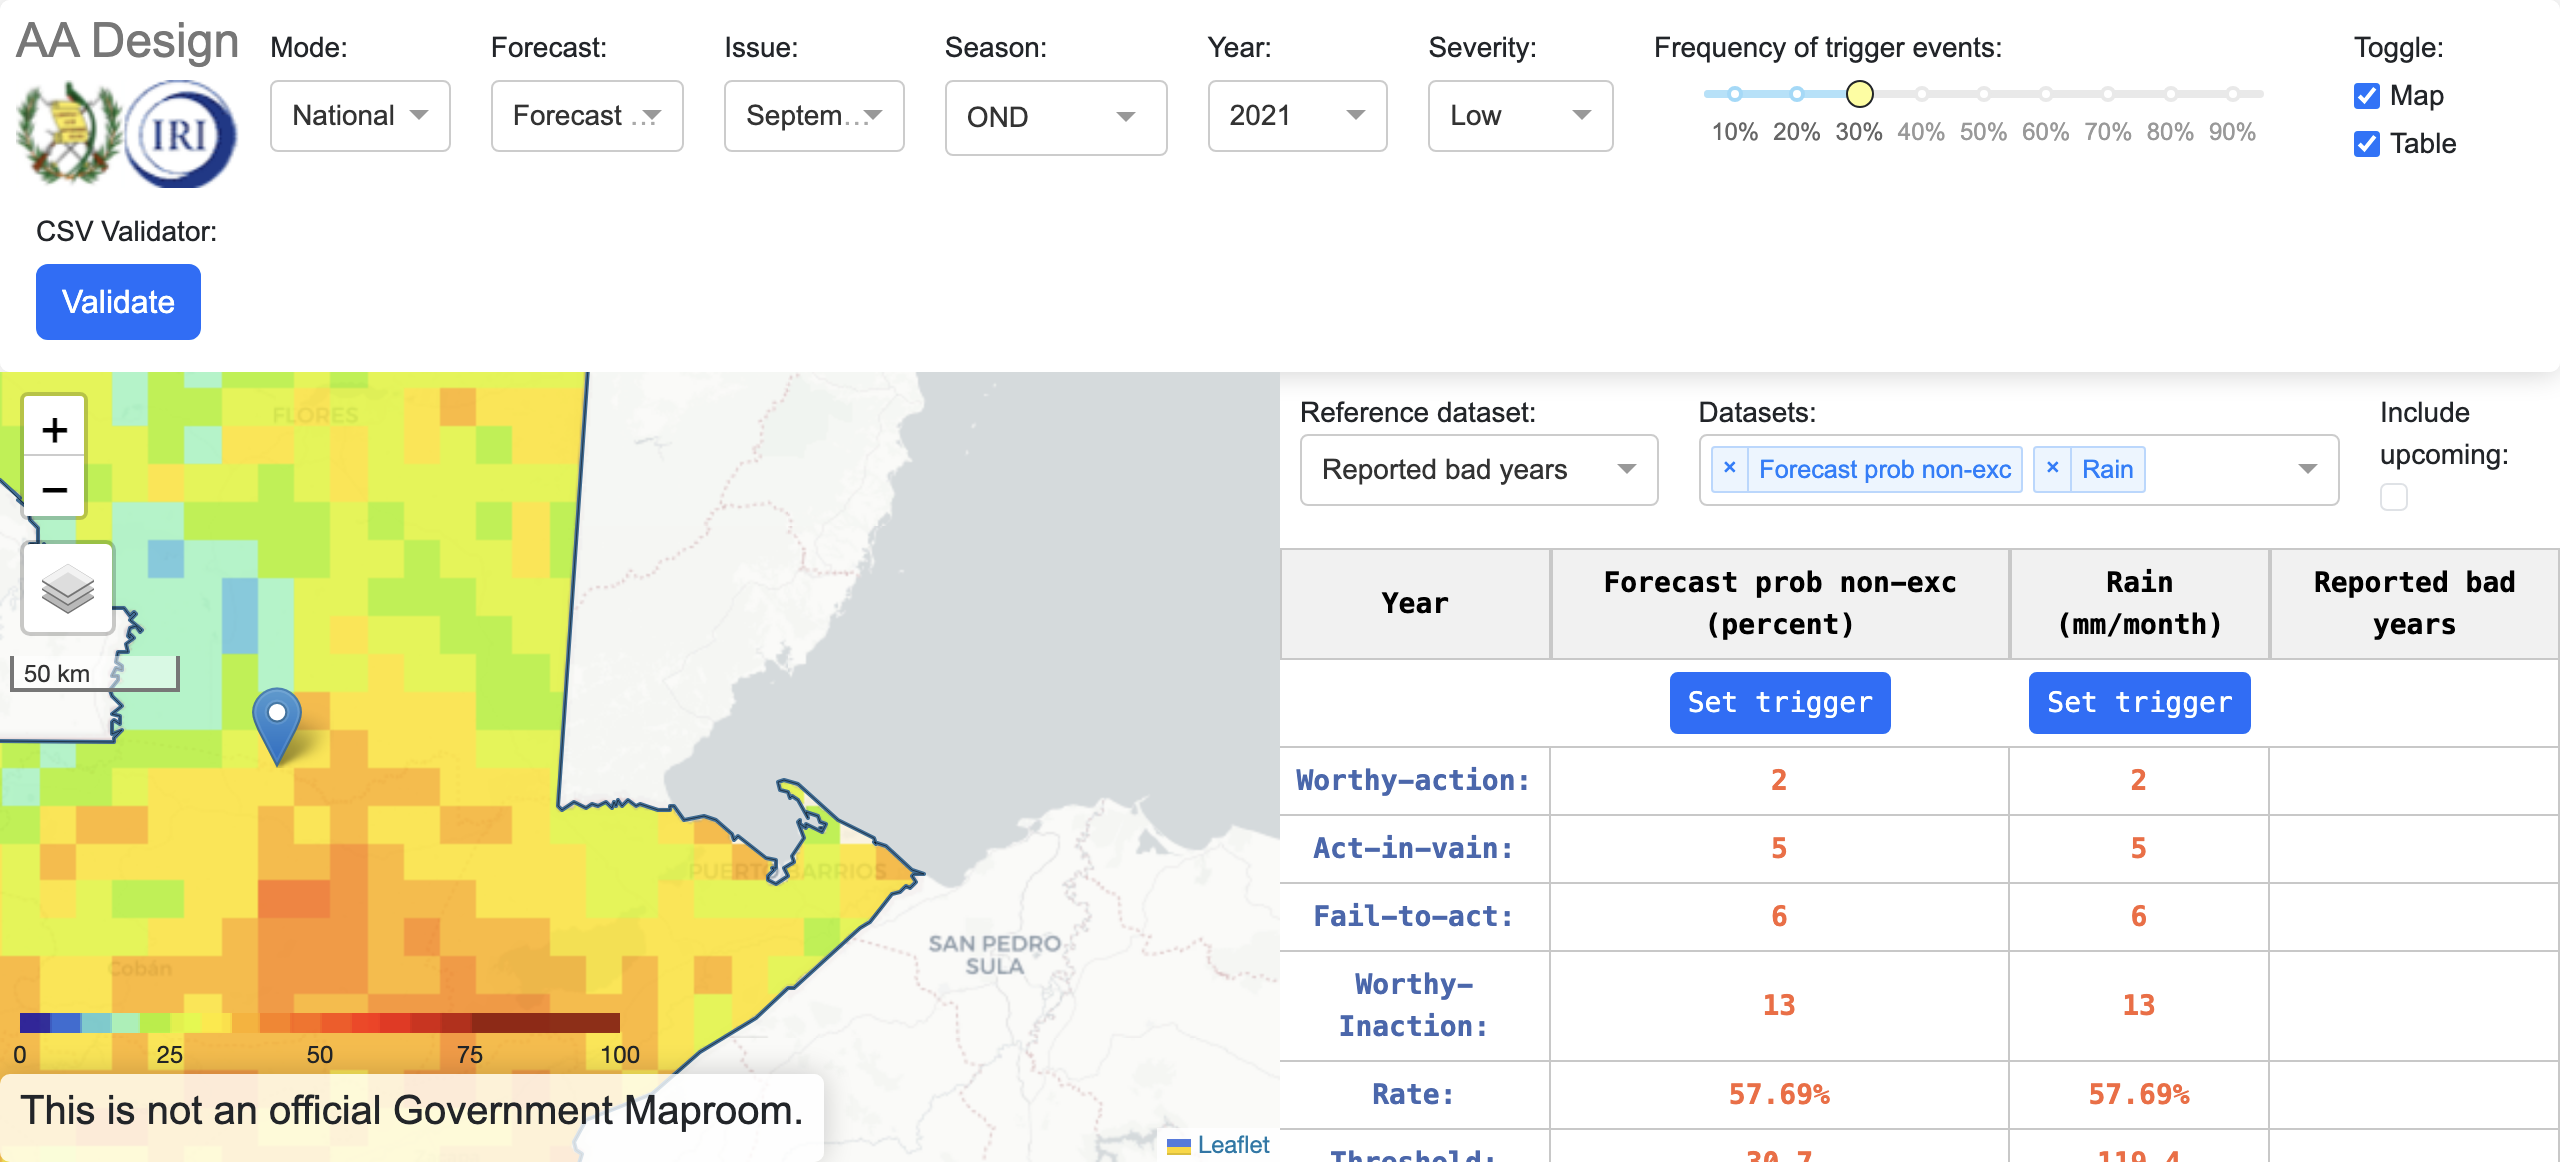 AA Design
IRI
Mode:
National
Forecast:
Forecast ...
Issue:
Septem...
Season:
OND
Year:
2021
Severity:
Low
Frequency of trigger events:
10% 20% 30% 40% 50% 60% 70% 80% 90%
Toggle:
Map
Table
CSV Validator:
Validate
+
−
FLORES
50 km
PUERTO BARRIOS
Cobán
SAN PEDRO
SULA
0 25 50 75 100
This is not an official Government Maproom.
Leaflet
Reference dataset:
Reported bad years
Datasets:
× Forecast prob non-exc × Rain
Include
upcoming:
Year
Forecast prob non-exc
(percent)
Rain
(mm/month)
Reported bad
years
Set trigger Set trigger
Worthy-action: 2 2
Act-in-vain: 5 5
Fail-to-act: 6 6
Worthy-
Inaction: 13 13
Rate: 57.69% 57.69%
Threshold: 30.7 119.4